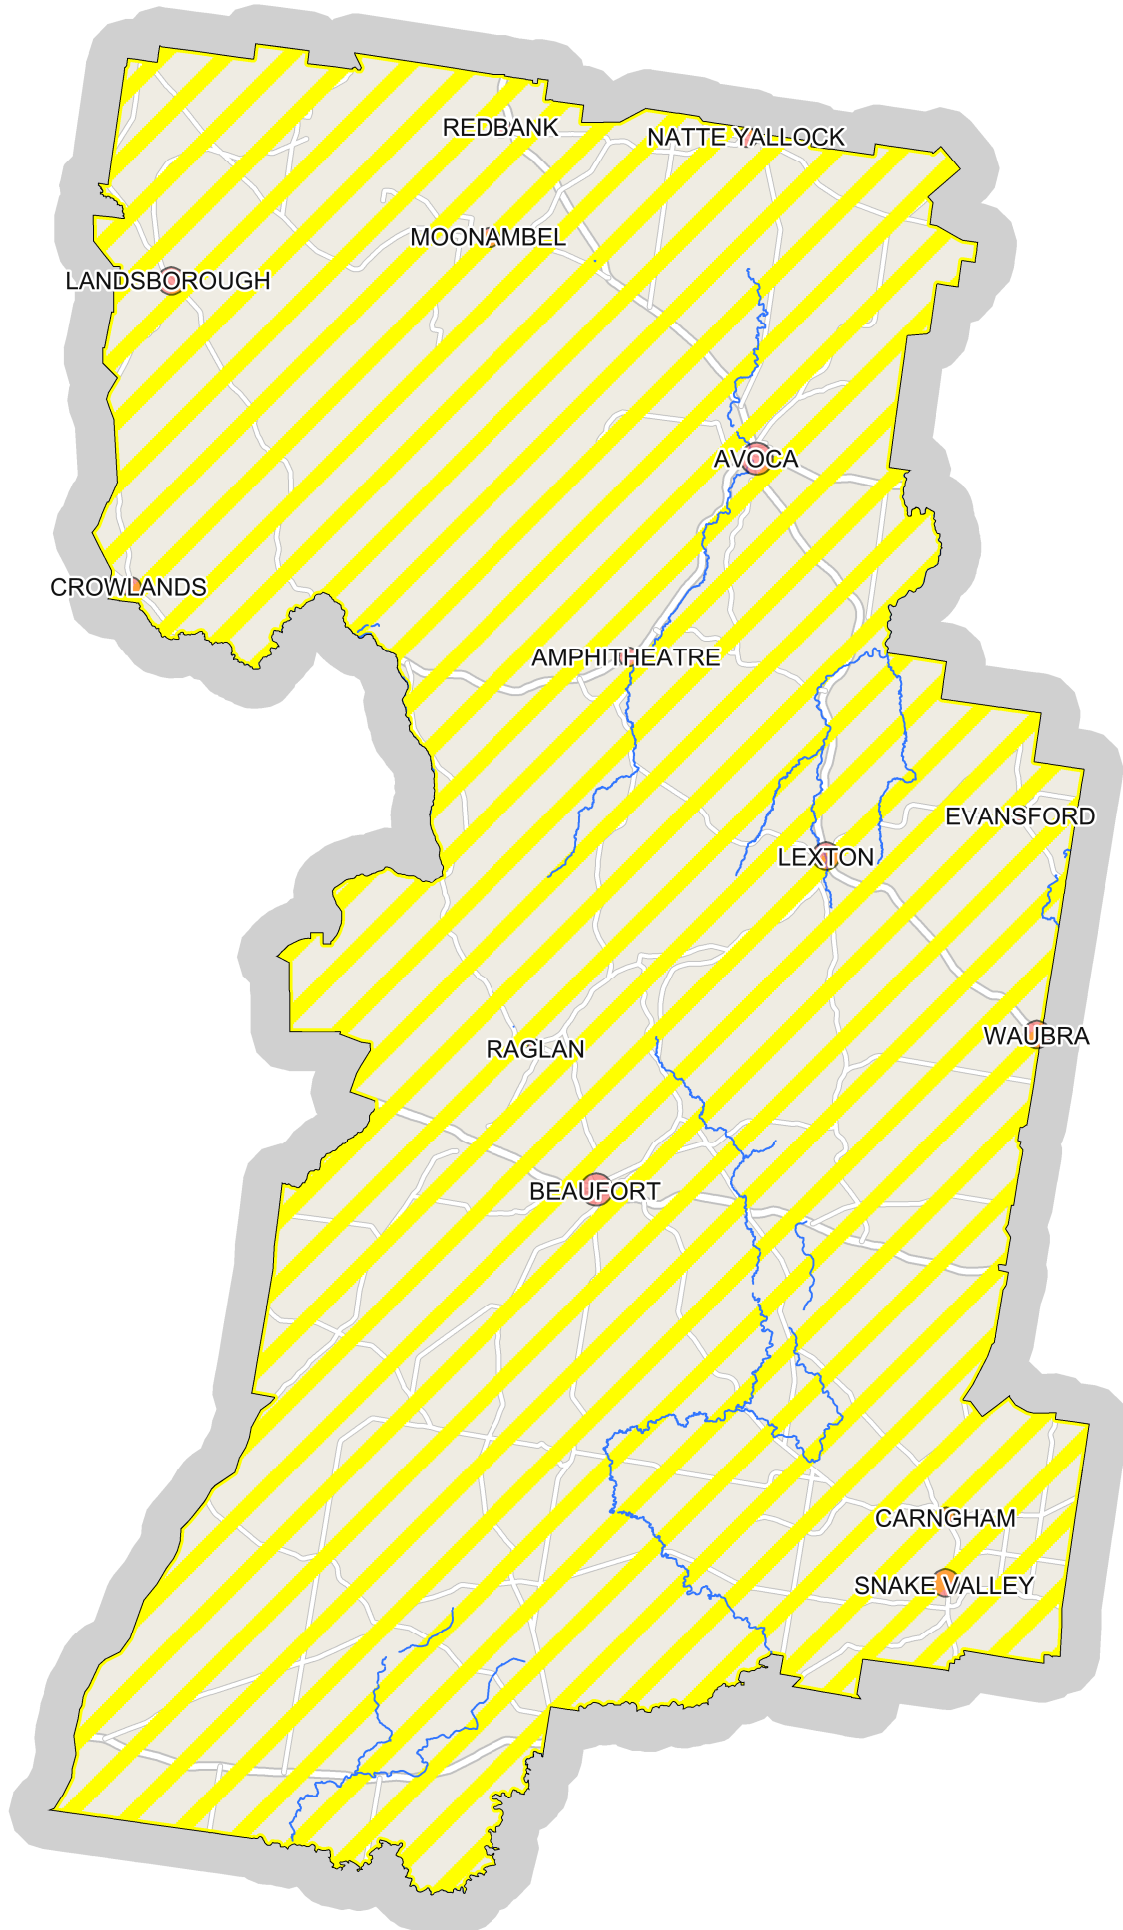 REDBANK
NATTE YALLOCK
MOONAMBEL
LANDSBOROUGH
AVOCA
CROWLANDS
AMPHITHEATRE
EVANSFORD
LEXTON
WAUBRA
RAGLAN
BEAUFORT
CARNGHAM
SNAKE VALLEY